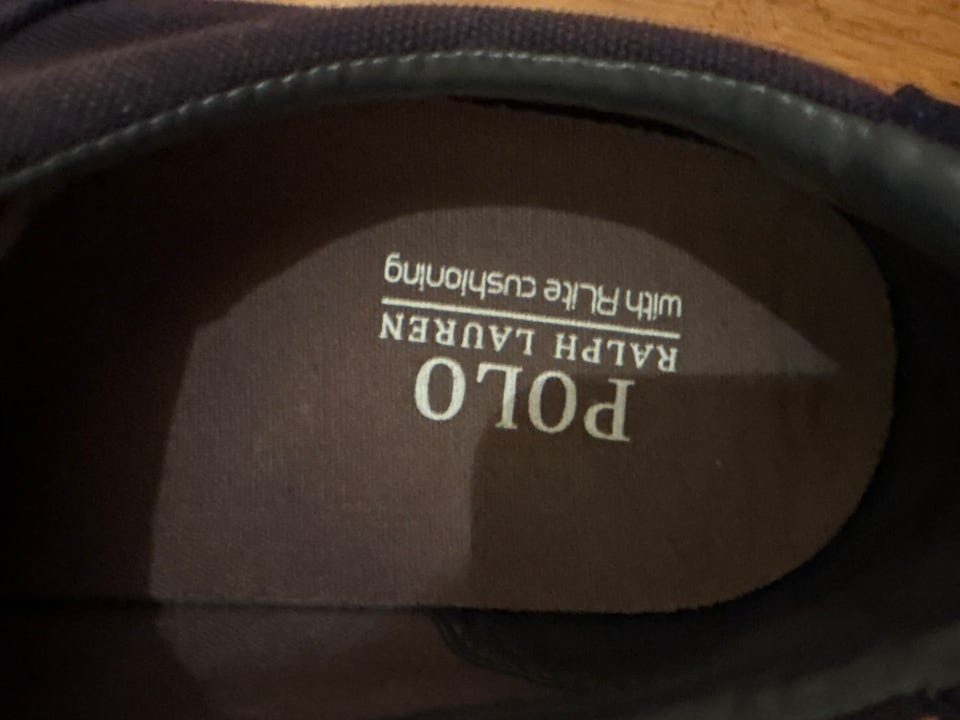 POLO
RALPH LAUREN
with RLite cushioning